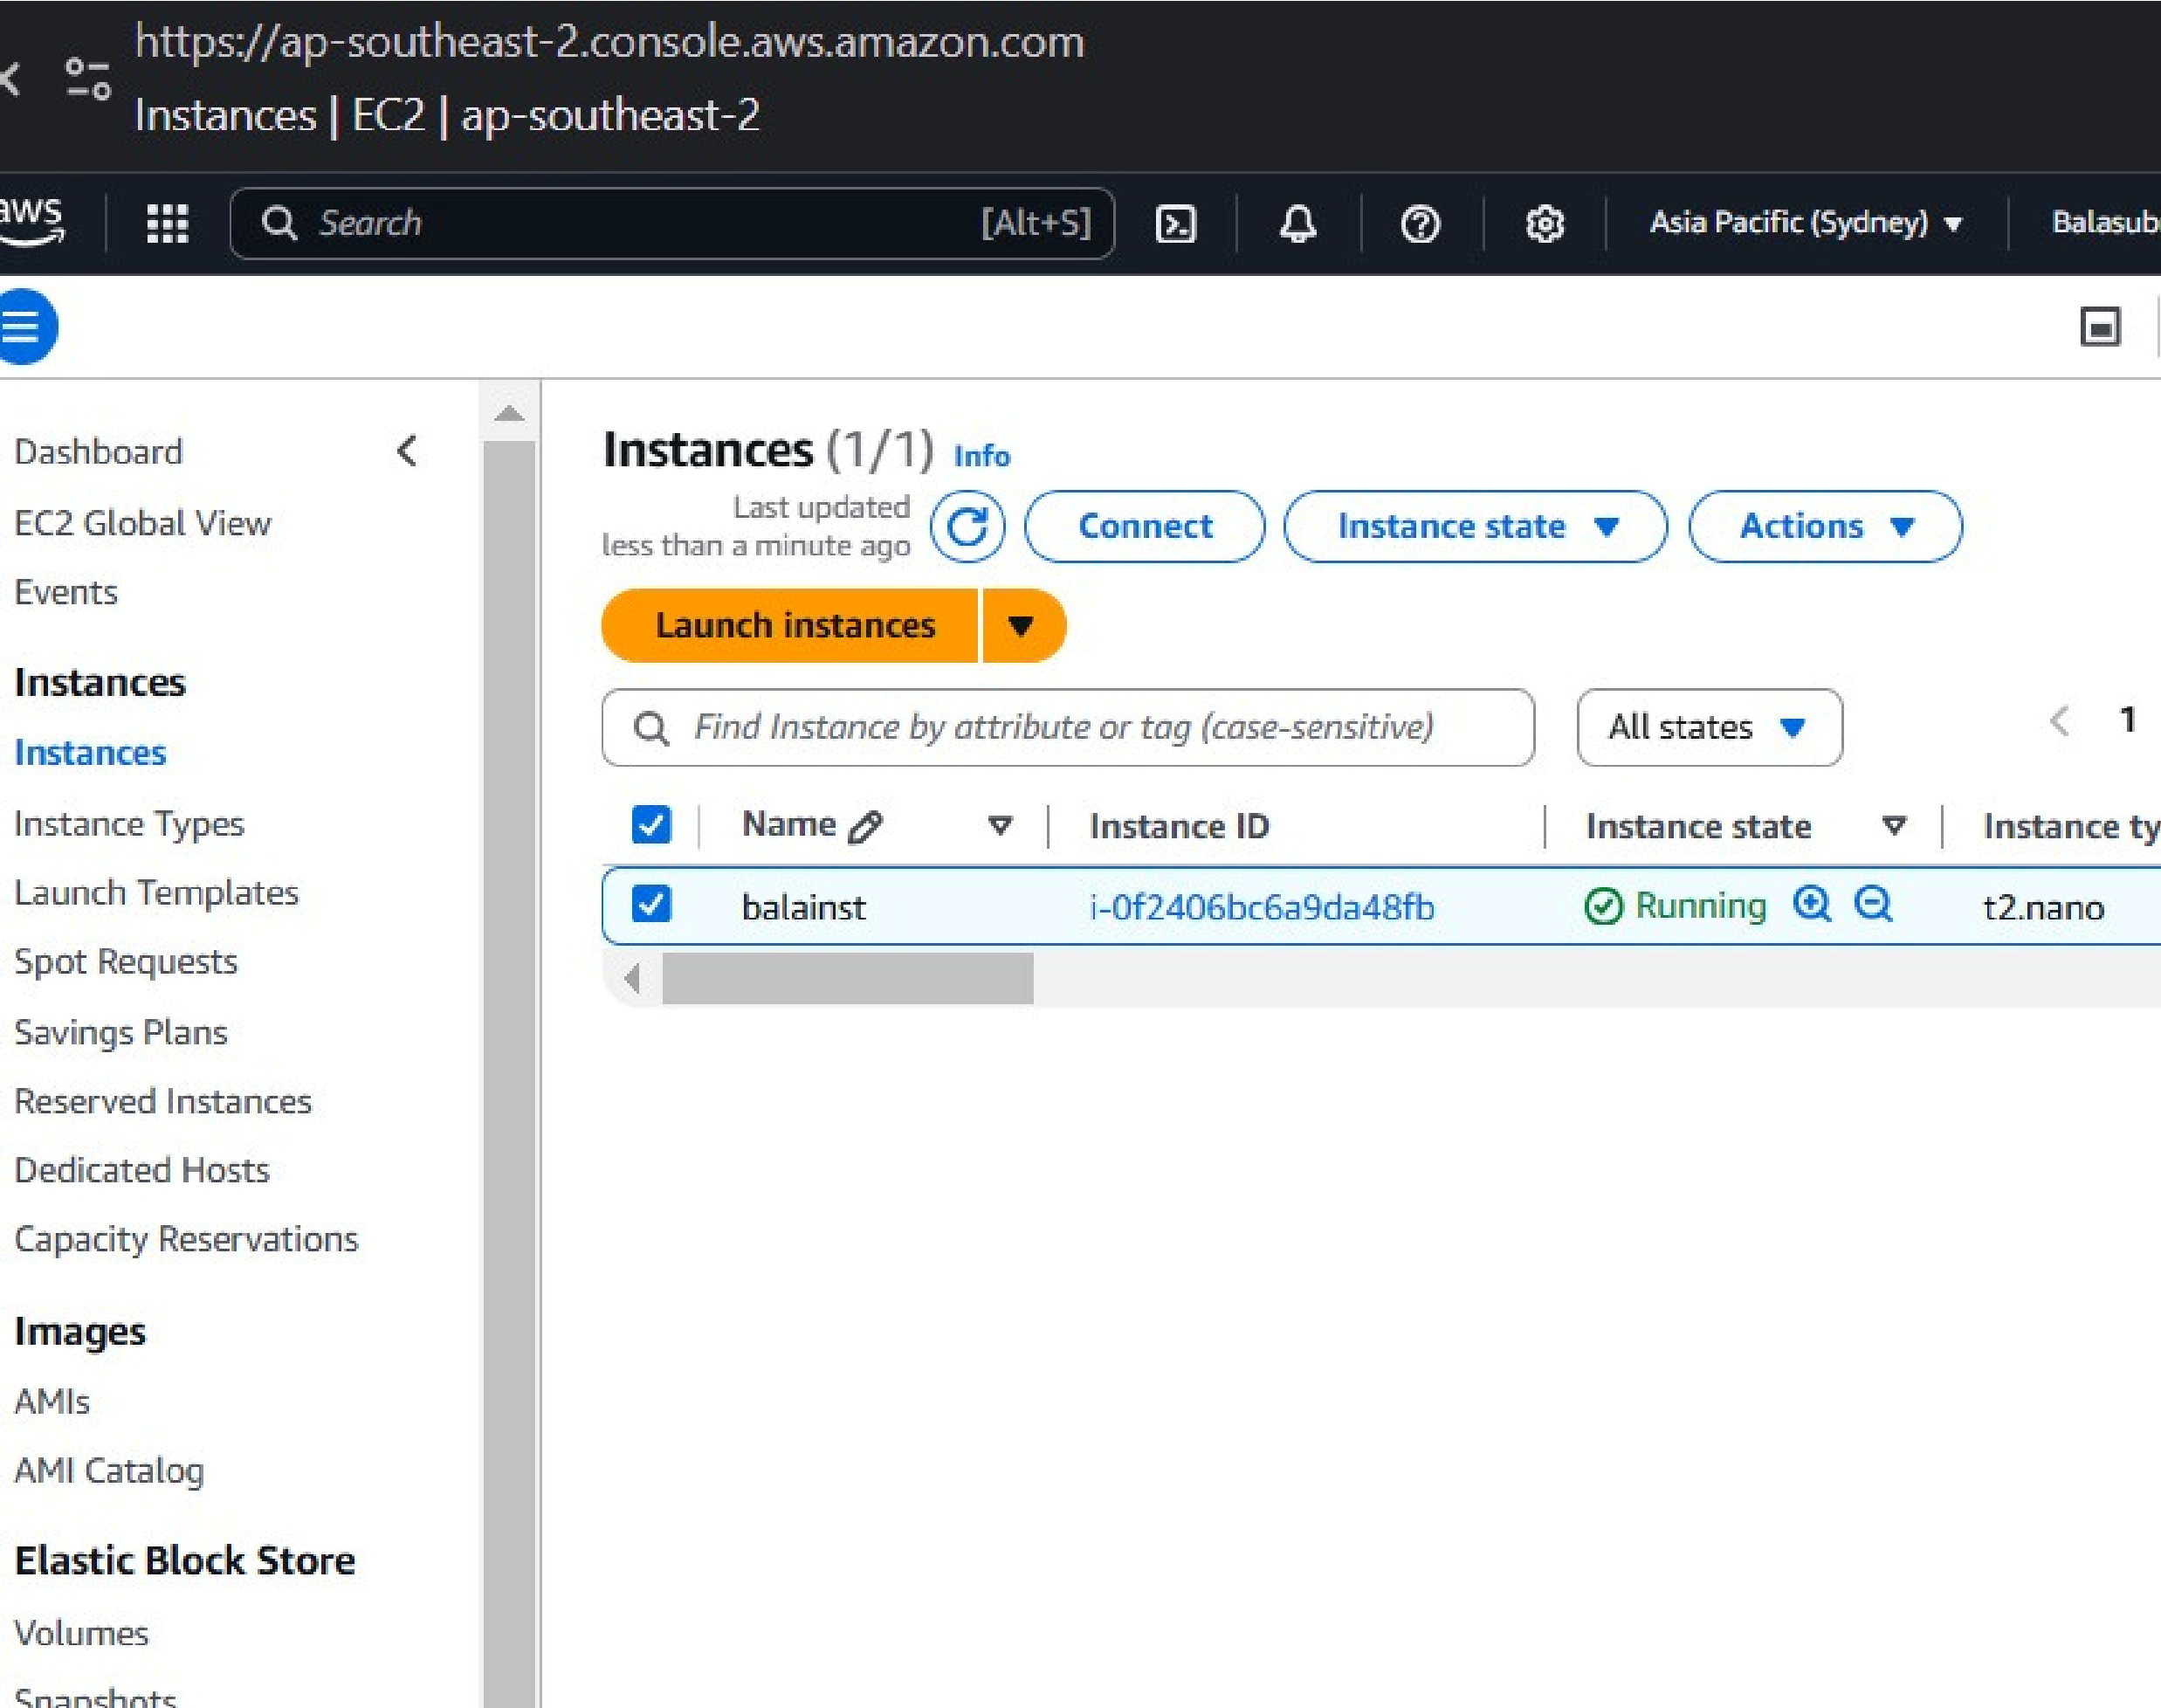 https://ap-southeast-2.console.aws.amazon.com
Instances | EC2 | ap-southeast-2
aws
Search [Alt+S] Asia Pacific (Sydney)
Dashboard
EC2 Global View
Events
Instances
Instances
Instance Types
Launch Templates
Spot Requests
Savings Plans
Reserved Instances
Dedicated Hosts
Capacity Reservations
Images
AMIs
AMI Catalog
Elastic Block Store
Volumes
Snapshots
Instances (1/1) Info
Last updated
less than a minute ago
Connect Instance state Actions
Launch instances
Find Instance by attribute or tag (case-sensitive) All states 1
Name Instance ID Instance state Instance ty
balainst i-0f2406bc6a9da48fb Running t2.nano